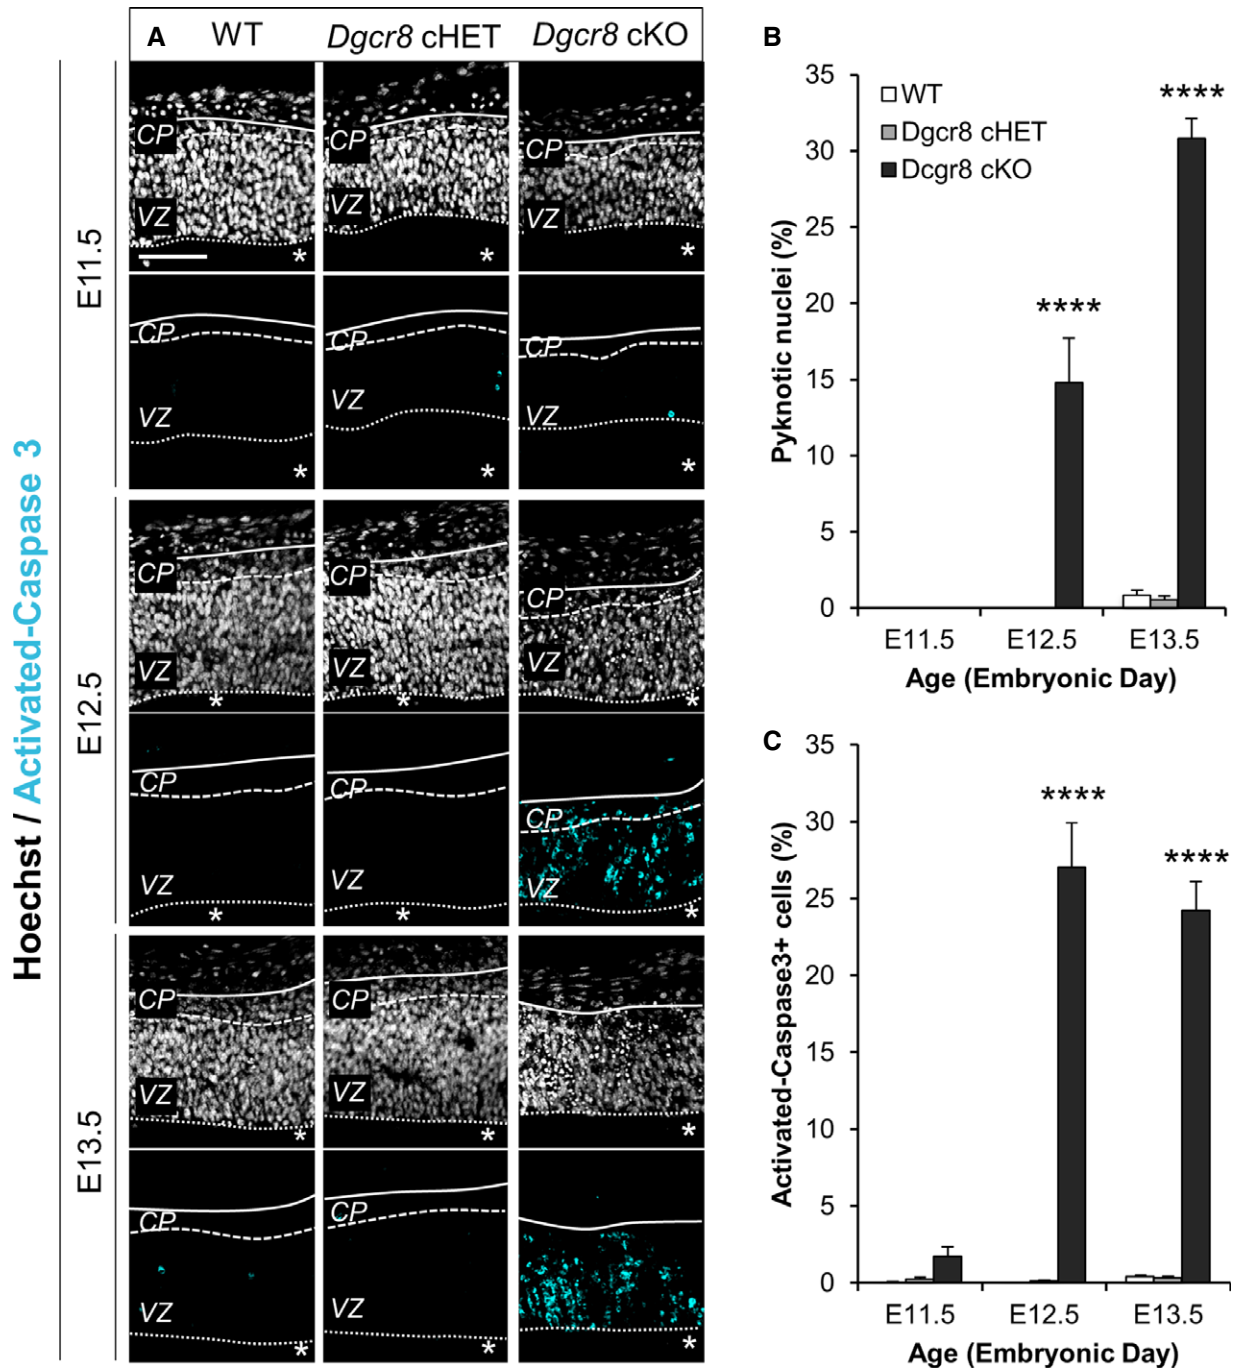 A
WT
Dgcr8 cHET
Dgcr8 cKO
Hoechst / Activated-Caspase 3
E11.5
CP
VZ
*
CP
VZ
*
CP
VZ
*
CP
VZ
*
CP
VZ
*
CP
VZ
*
E12.5
CP
VZ
*
CP
VZ
*
CP
VZ
*
CP
VZ
*
CP
VZ
*
CP
VZ
*
E13.5
CP
VZ
*
CP
VZ
*
VZ
*
CP
VZ
*
CP
VZ
*
VZ
*
B
Pyknotic nuclei (%)
35
30
25
20
15
10
5
0
WT
Dgcr8 cHET
Dcgr8 cKO
****
****
E11.5
E12.5
E13.5
Age (Embryonic Day)
C
Activated-Caspase3+ cells (%)
35
30
25
20
15
10
5
0
****
****
E11.5
E12.5
E13.5
Age (Embryonic Day)